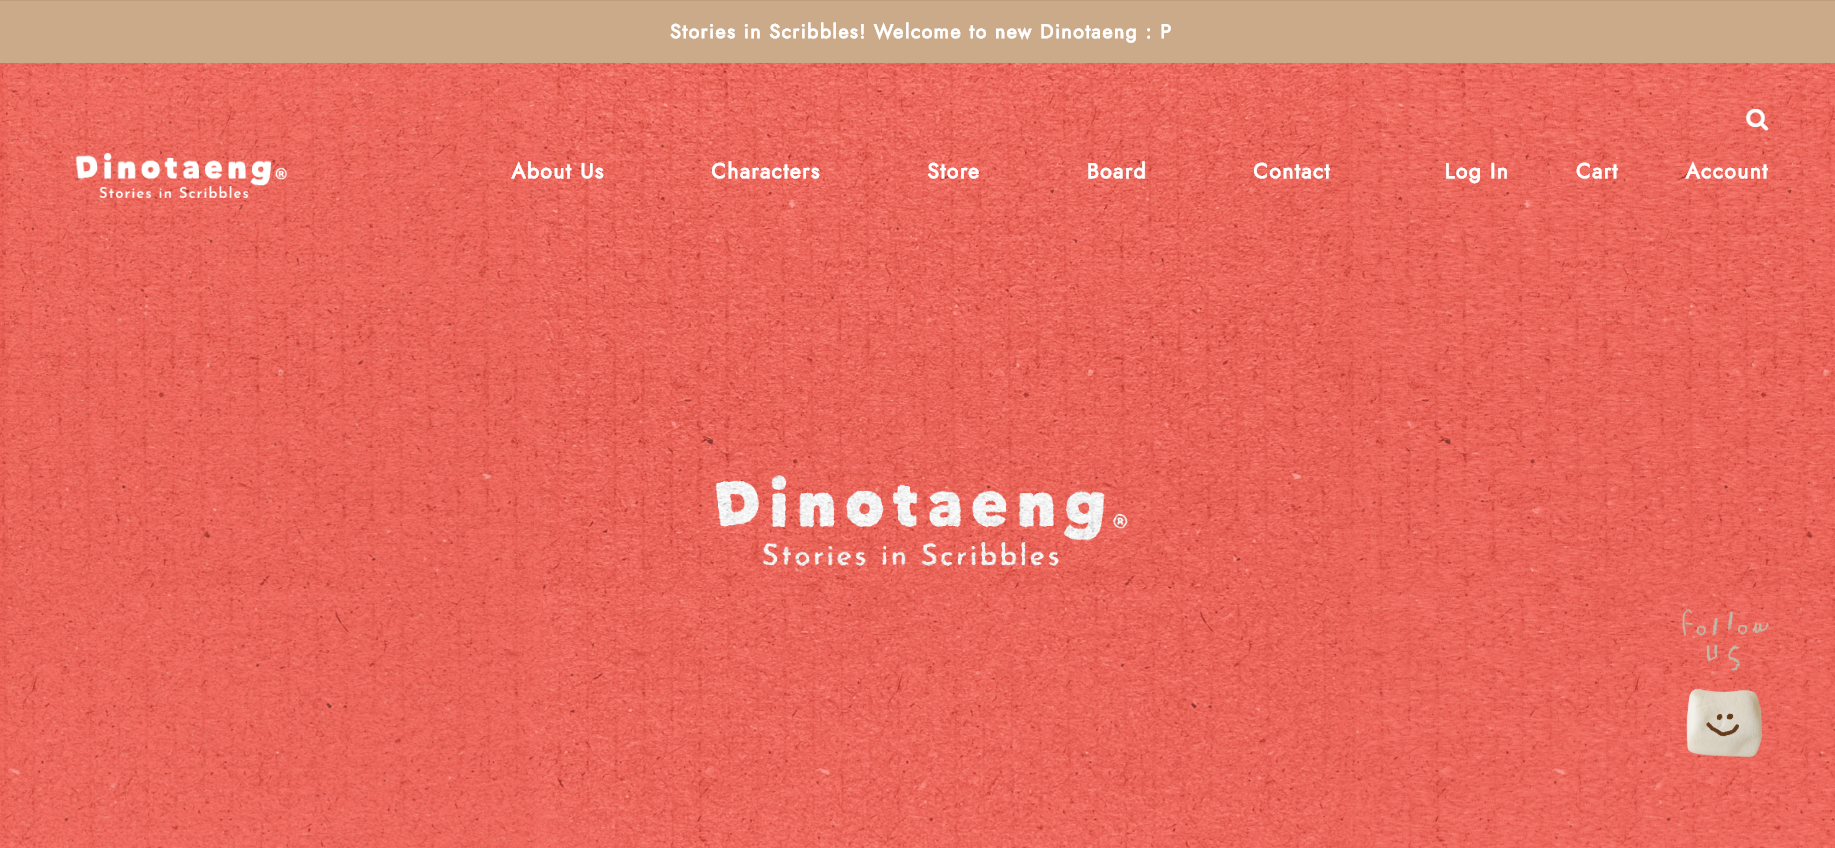 Stories in Scribbles! Welcome to new Dinotaeng : P
Dinotaeng®
Stories in Scribbles
About Us
Characters
Store
Board
Contact
Log In
Cart
Account
Dinotaeng®
Stories in Scribbles
follow
us